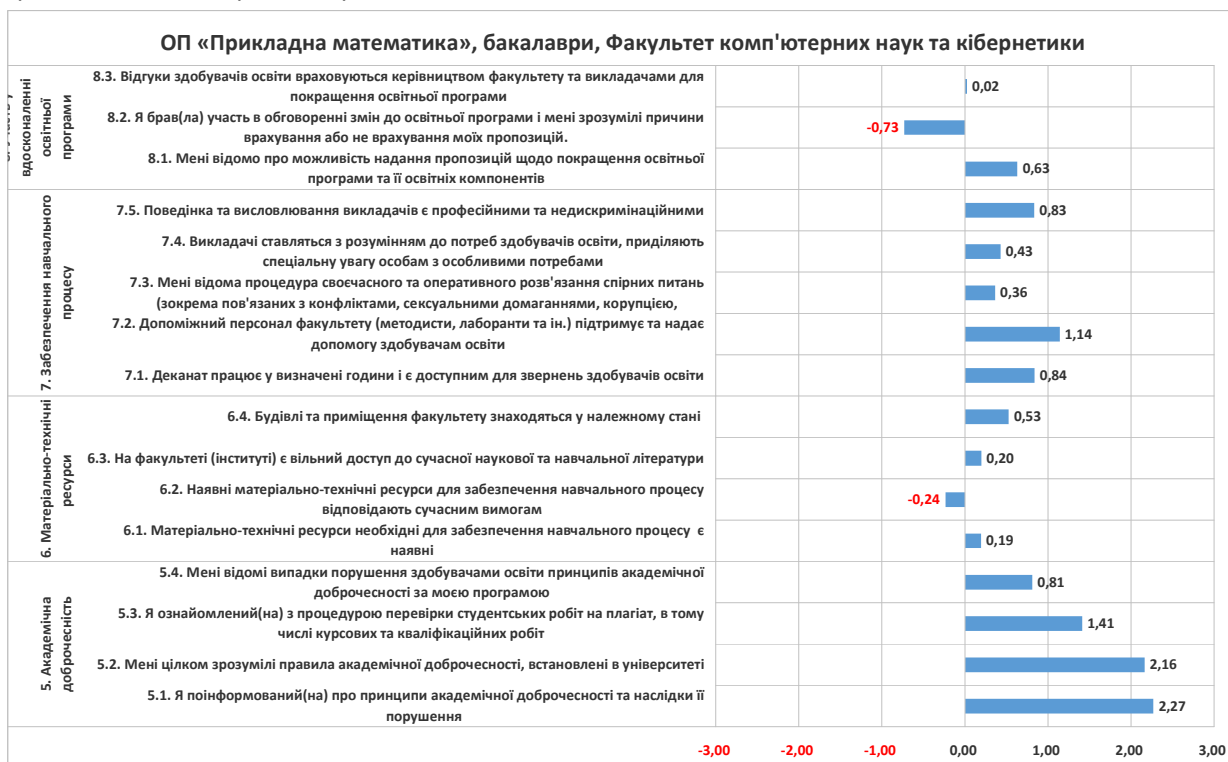 ОП «Прикладна математика», бакалаври, Факультет комп'ютерних наук та кібернетики
вдосконаленні
освітньої
програми
8.3. Відгуки здобувачів освіти враховуються керівництвом факультету та викладачами для
покращення освітньої програми
0,02
8.2. Я брав(ла) участь в обговоренні змін до освітньої програми і мені зрозумілі причини
врахування або не врахування моїх пропозицій.
-0,73
8.1. Мені відомо про можливість надання пропозицій щодо покращення освітньої
програми та її освітніх компонентів
0,63
7. Забезпечення навчального
процесу
7.5. Поведінка та висловлювання викладачів є професійними та недискримінаційними
0,83
7.4. Викладачі ставляться з розумінням до потреб здобувачів освіти, приділяють
спеціальну увагу особам з особливими потребами
0,43
7.3. Мені відома процедура своєчасного та оперативного розв'язання спірних питань
(зокрема пов'язаних з конфліктами, сексуальними домаганнями, корупцією,
0,36
7.2. Допоміжний персонал факультету (методисти, лаборанти та ін.) підтримує та надає
допомогу здобувачам освіти
1,14
7.1. Деканат працює у визначені години і є доступним для звернень здобувачів освіти
0,84
6. Матеріально-технічні
ресурси
6.4. Будівлі та приміщення факультету знаходяться у належному стані
0,53
6.3. На факультеті (інституті) є вільний доступ до сучасної наукової та навчальної література
0,20
6.2. Наявні матеріально-технічні ресурси для забезпечення навчального процесу
відповідають сучасним вимогам
-0,24
6.1. Матеріально-технічні ресурси необхідні для забезпечення навчального процесу є
наявні
0,19
5. Академічна
доброчесність
5.4. Мені відомі випадки порушення здобувачами освіти принципів академічної
доброчесності за моєю програмою
0,81
5.3. Я ознайомлений(на) з процедурою перевірки студентських робіт на плагіат, в тому
числі курсових та кваліфікаційних робіт
1,41
5.2. Мені цілком зрозумілі правила академічної доброчесності, встановлені в університеті
2,16
5.1. Я поінформований(на) про принципи академічної доброчесності та наслідки її
порушення
2,27
-3,00 -2,00 -1,00 0,00 1,00 2,00 3,00